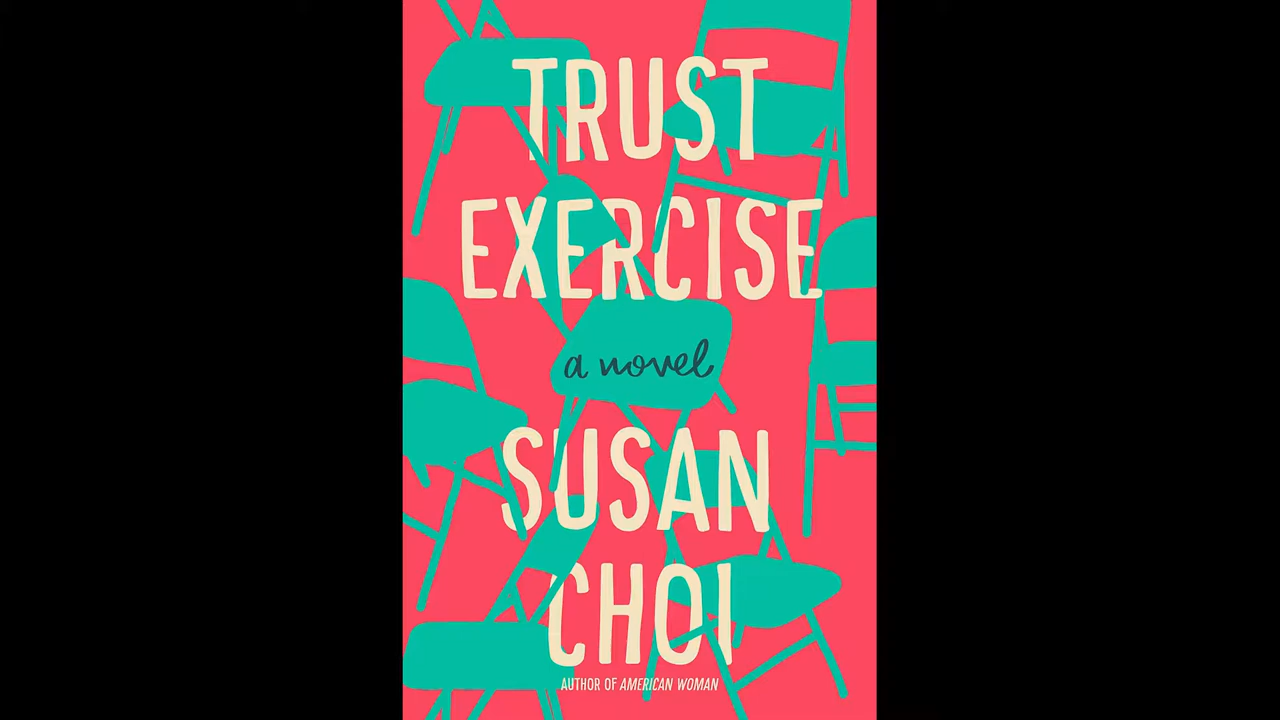 TRUST
EXERCISE
a novel
SUSAN
CHOI
AUTHOR OF AMERICAN WOMAN